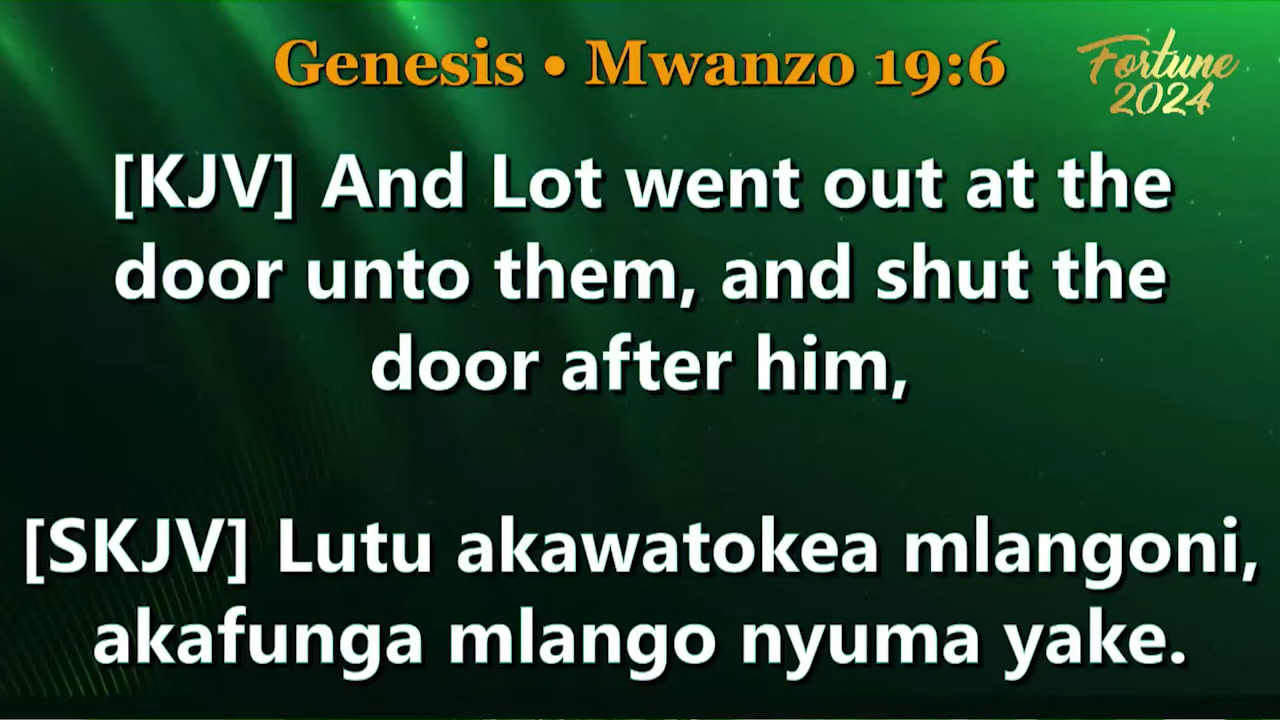 Genesis • Mwanzo 19:6
Fortune
2024
[KJV] And Lot went out at the
door unto them, and shut the
door after him,
[SKJV] Lutu akawatokea mlangoni,
akafunga mlango nyuma yake.